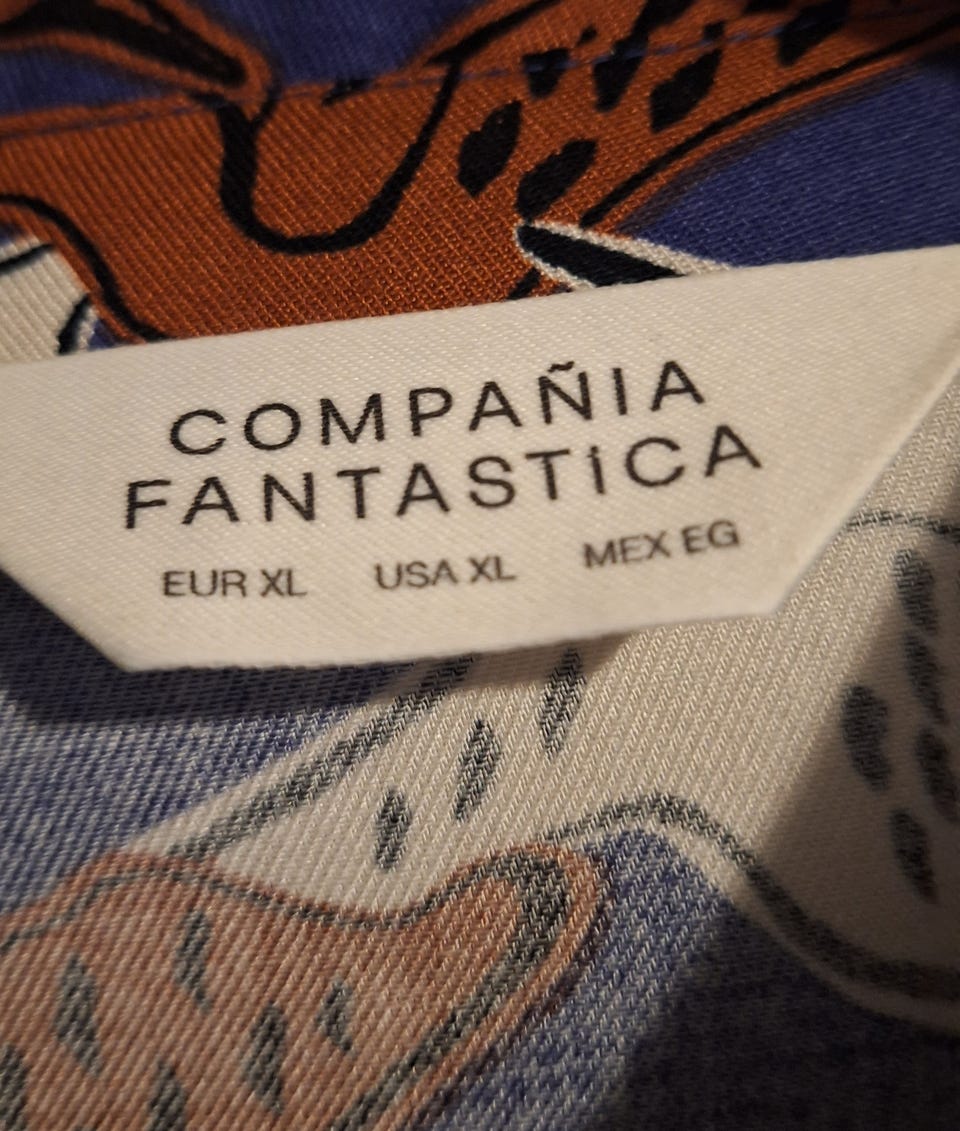 COMPAÑIA
FANTASTICA
EUR XL USA XL MEX EG